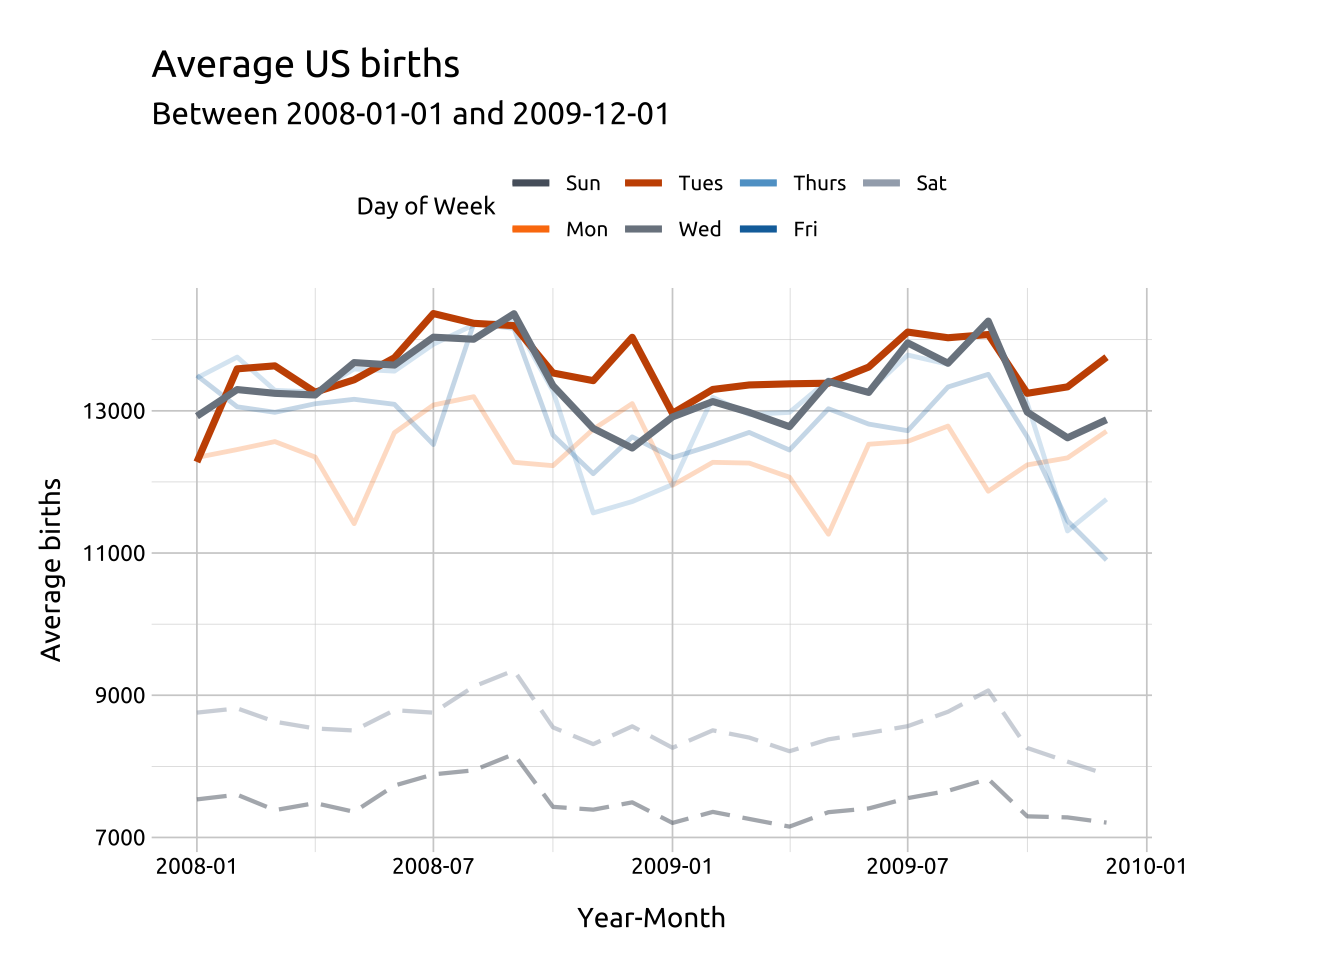 Average US births
Between 2008-01-01 and 2009-12-01
Sun Tues Thurs Sat
Day of Week
Mon Wed Fri
Average births
13000
11000
9000
7000
2008-01 2008-07 2009-01 2009-07 2010-01
Year-Month